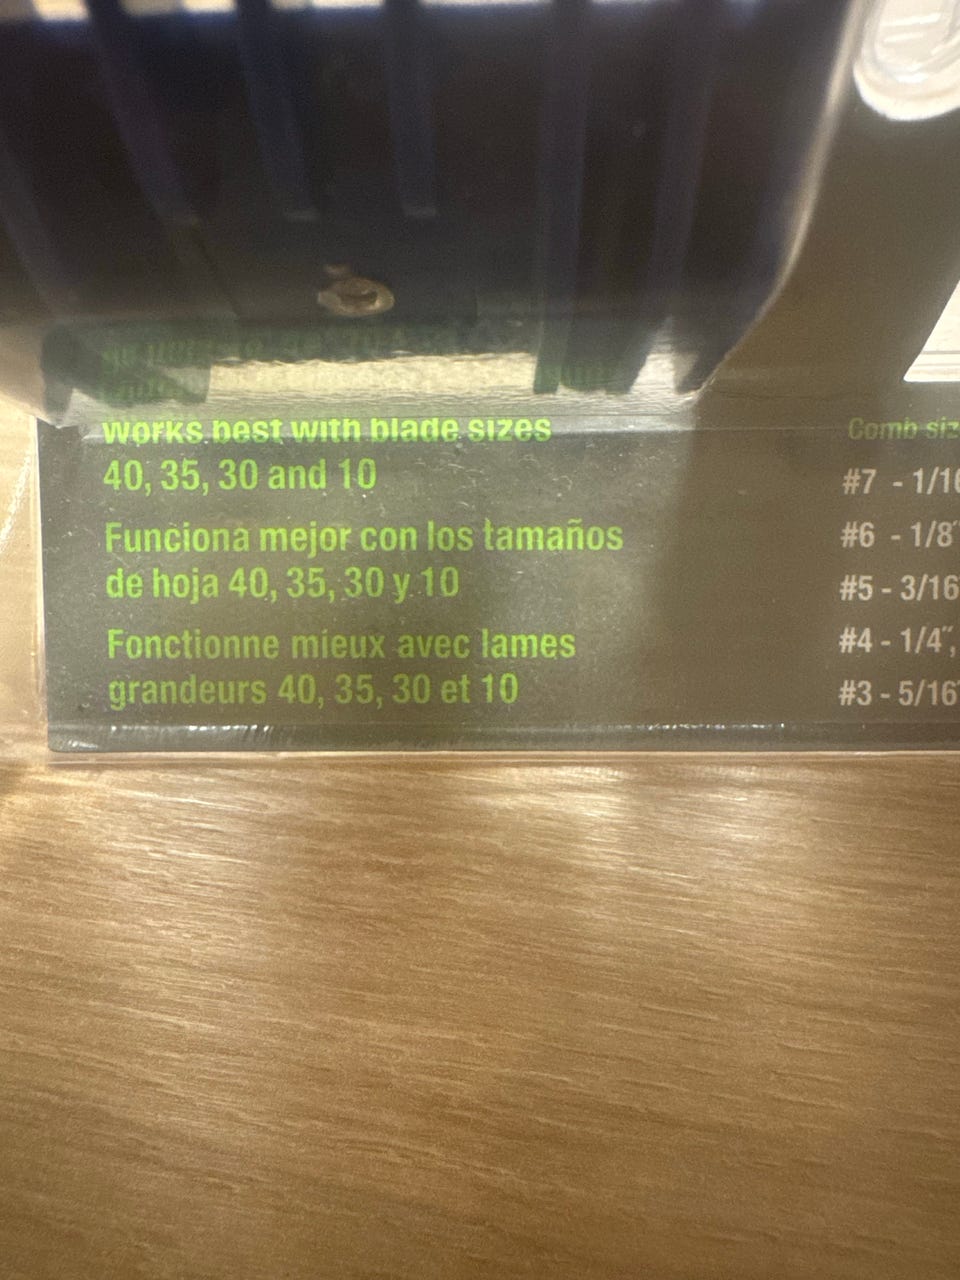 Works best with blade sizes
40, 35, 30 and 10
Funciona mejor con los tamaños
de hoja 40, 35, 30 y 10
Fonctionne mieux avec lames
grandeurs 40, 35, 30 et 10
Comb
#7 - 1/16
#6 - 1/8"
#5 - 3/16
#4 - 1/4",
#3 - 5/16